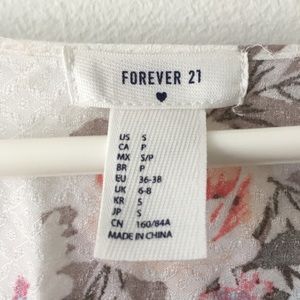 FOREVER 21
US S
CA P
MX S/P
BR P
EU 36-38
UK 6-8
KR S
JP S
CN 160/84A
MADE IN CHINA